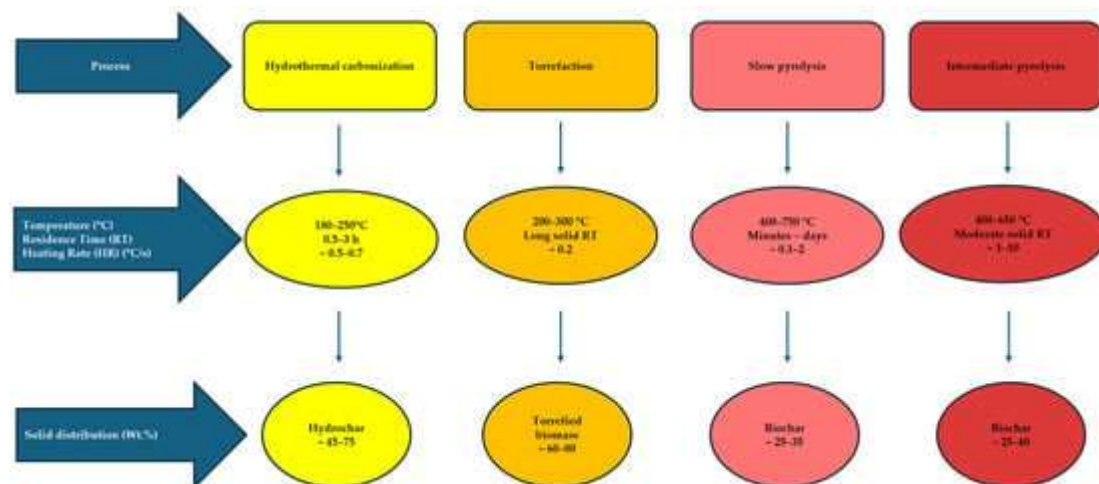 Process
Hydrothermal carbonization
Torrefaction
Slow pyrolysis
Intermediate pyrolysis
Temperature (°C)
Residence Time (RT)
Heating Rate (HR) (°C/s)
180–250°C
0.5–3 h
~ 0.5–0.7
200–300 °C
Long solid RT
~ 0.2
400–750 °C
Minutes – days
~ 0.1–2
400–650 °C
Moderate solid RT
~ 1–10
Solid distribution (Wt.%)
Hydrochar
~ 45–75
Torrefied
biomass
~ 60–80
Biochar
~ 25–35
Biochar
~ 25–40